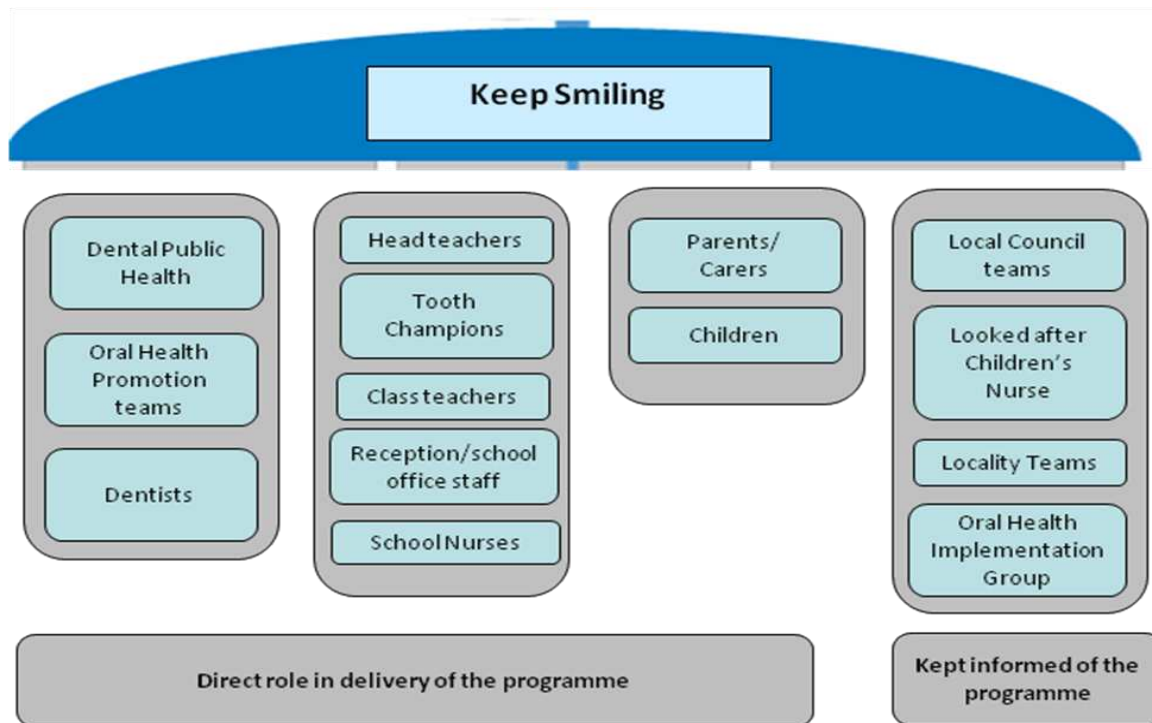 Keep Smiling
Dental Public
Health
Oral Health
Promotion
teams
Dentists
Head teachers
Tooth
Champions
Class teachers
Reception/school
office staff
School Nurses
Parents/
Carers
Children
Local Council
teams
Looked after
Children's
Nurse
Locality Teams
Oral Health
Implementation
Group
Direct role in delivery of the programme
Kept informed of the
programme